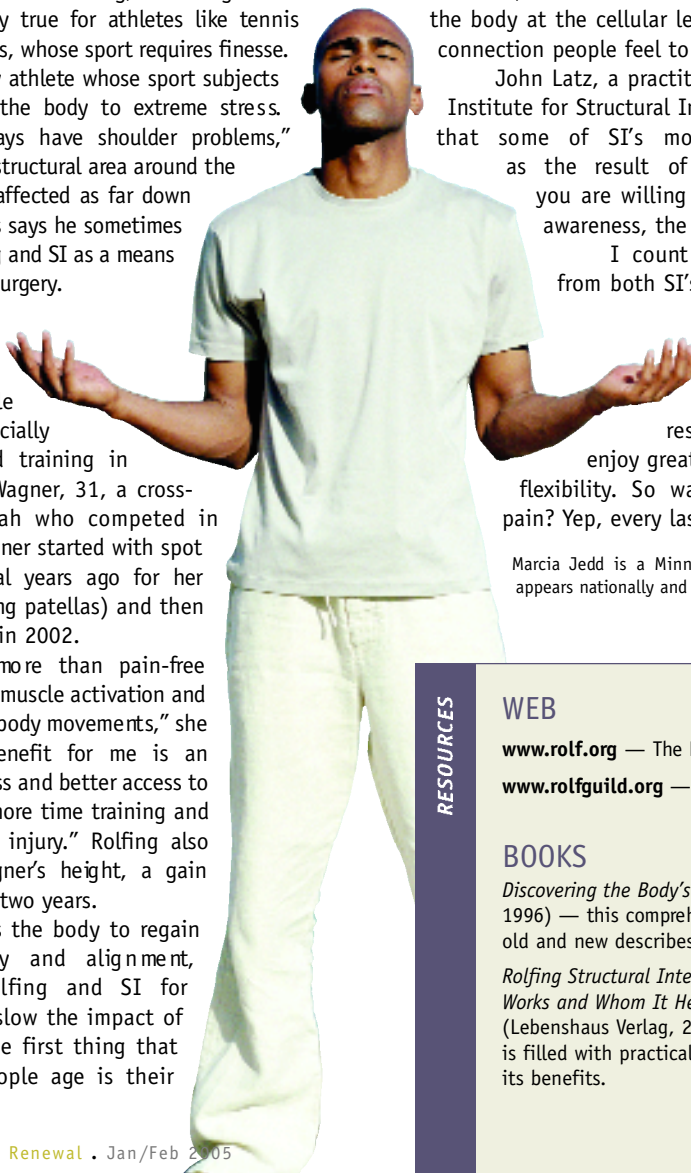 y true for athletes like tennis
s, whose sport requires finesse.
athlete whose sport subjects
the body to extreme stress.
ays have shoulder problems,”
structural area around the
affected as far down
says he sometimes
and SI as a means
urgery.
le
cially
training in
Wagner, 31, a cross-
ah who competed in
ner started with spot
al years ago for her
ng patellas) and then
in 2002.
more than pain-free
muscle activation and
body movements,” she
enefit for me is an
ss and better access to
more time training and
injury.” Rolfing also
gner’s height, a gain
two years.
s the body to regain
y and alignment,
lfing and SI for
slow the impact of
e first thing that
ople age is their
the body at the cellular le
connection people feel to
John Latz, a practit
Institute for Structural In
that some of SI’s mo
as the result of
you are willing
awareness, the
I count
from both SI’s
res
enjoy great
flexibility. So wa
pain? Yep, every las
Marcia Jedd is a Minn
appears nationally and
RESOURCES
WEB
www.rolf.org — The
www.rolfguild.org —
BOOKS
Discovering the Body’s
1996) — this compreh
old and new describes
Rolfing Structural Inte
Works and Whom It He
(Lebenshaus Verlag, 2
is filled with practical
its benefits.
Renewal . Jan/Feb 2005